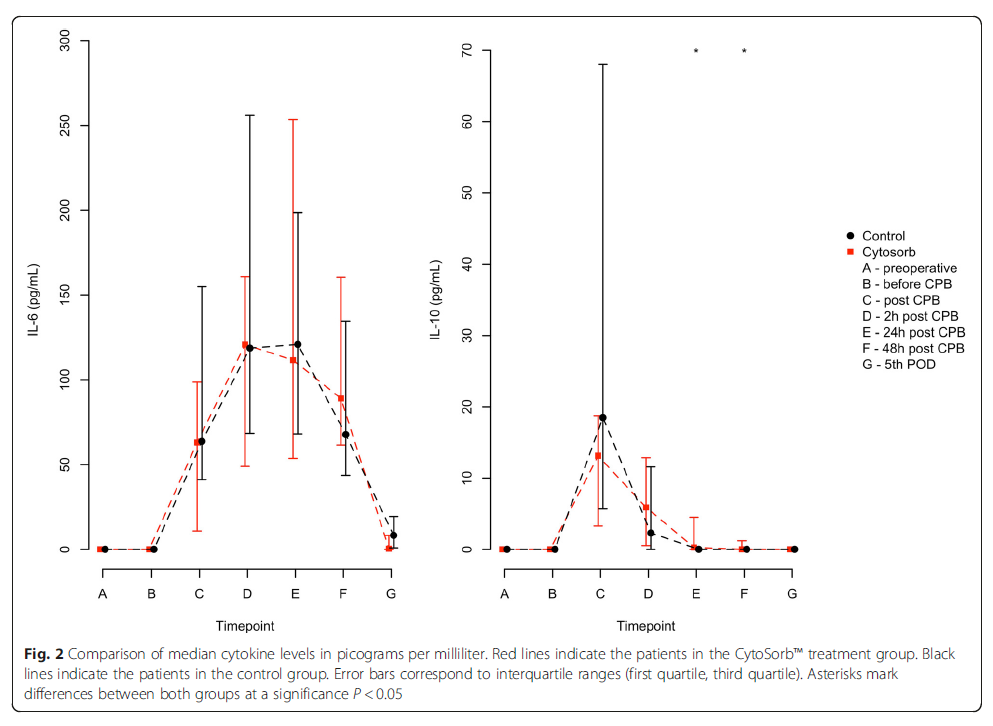 300
250
200
150
100
50
0
IL-6 (pg/mL)
A B C D E F G
Timepoint
70
60
50
40
30
20
10
0
IL-10 (pg/mL)
* *
A B C D E F G
Timepoint
Control
Cytosorb
A - preoperative
B - before CPB
C - post CPB
D - 2h post CPB
E - 24h post CPB
F - 48h post CPB
G - 5th POD
Fig. 2 Comparison of median cytokine levels in picograms per milliliter. Red lines indicate the patients in the CytoSorb™ treatment group. Black
lines indicate the patients in the control group. Error bars correspond to interquartile ranges (first quartile, third quartile). Asterisks mark
differences between both groups at a significance P < 0.05